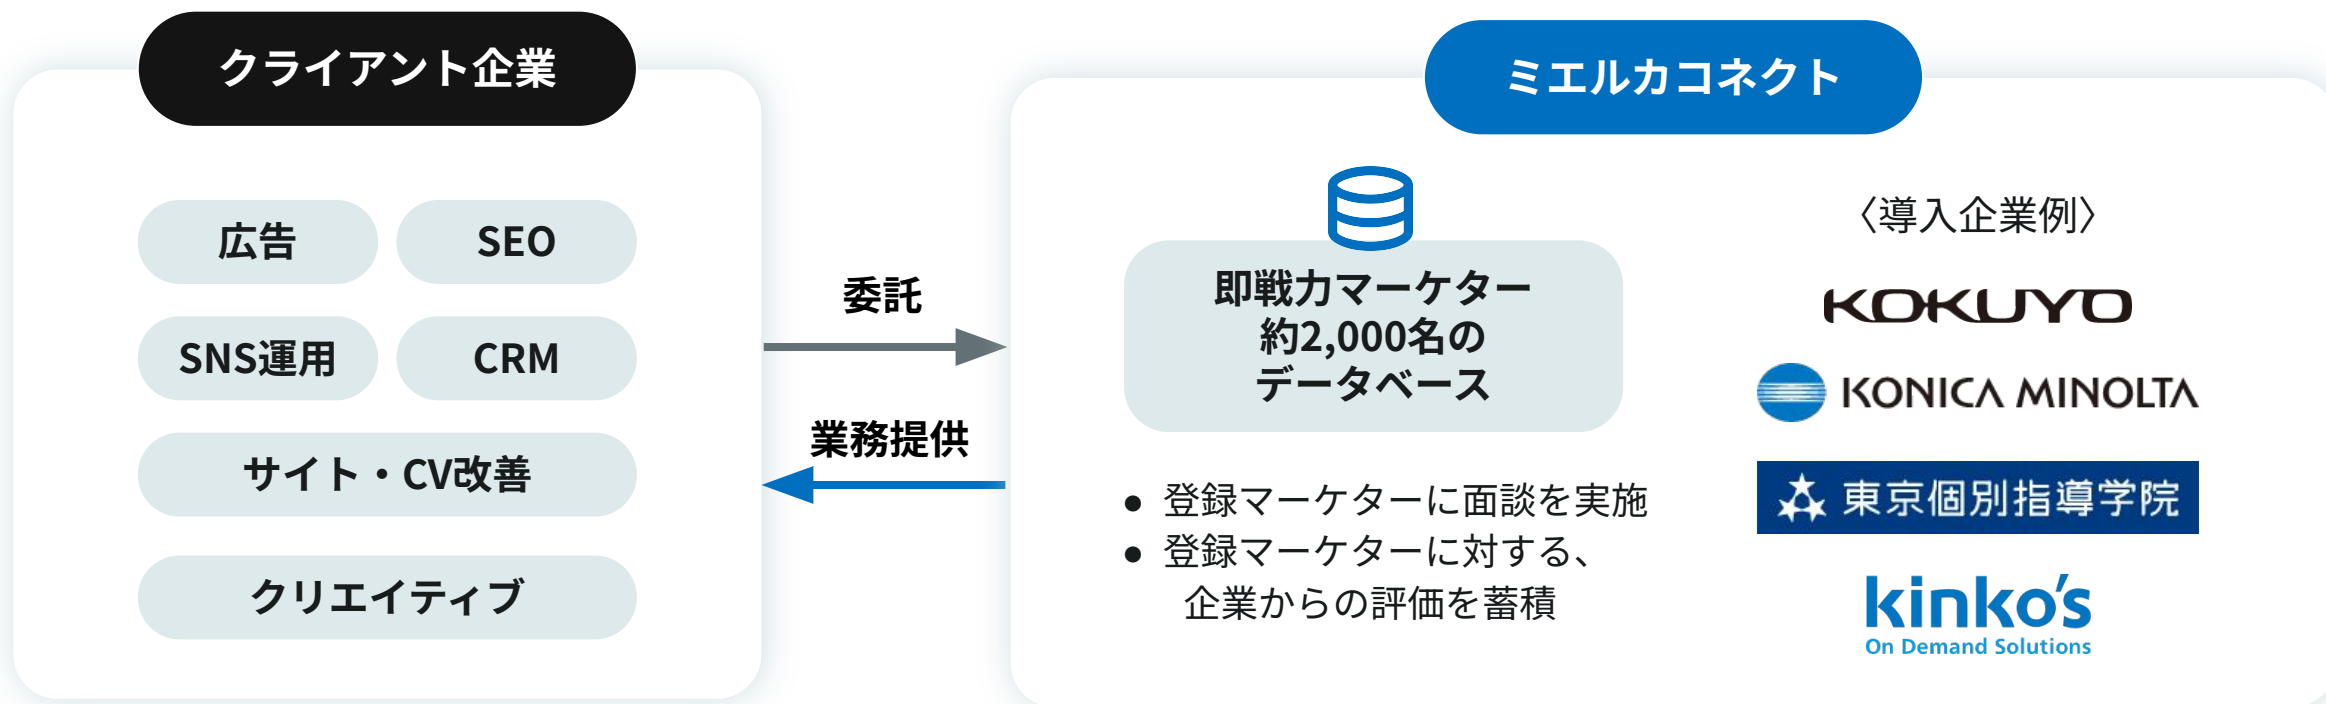 クライアント企業
広告
SEO
SNS運用
CRM
サイト・CV改善
クリエイティブ
委託
業務提供
ミエルカコネクト
即戦力マーケター
約2,000名の
データベース
● 登録マーケターに面談を実施
● 登録マーケターに対する、
企業からの評価を蓄積
〈導入企業例〉
KOKUYO
KONICA MINOLTA
東京個別指導学院
kinko's
On Demand Solutions